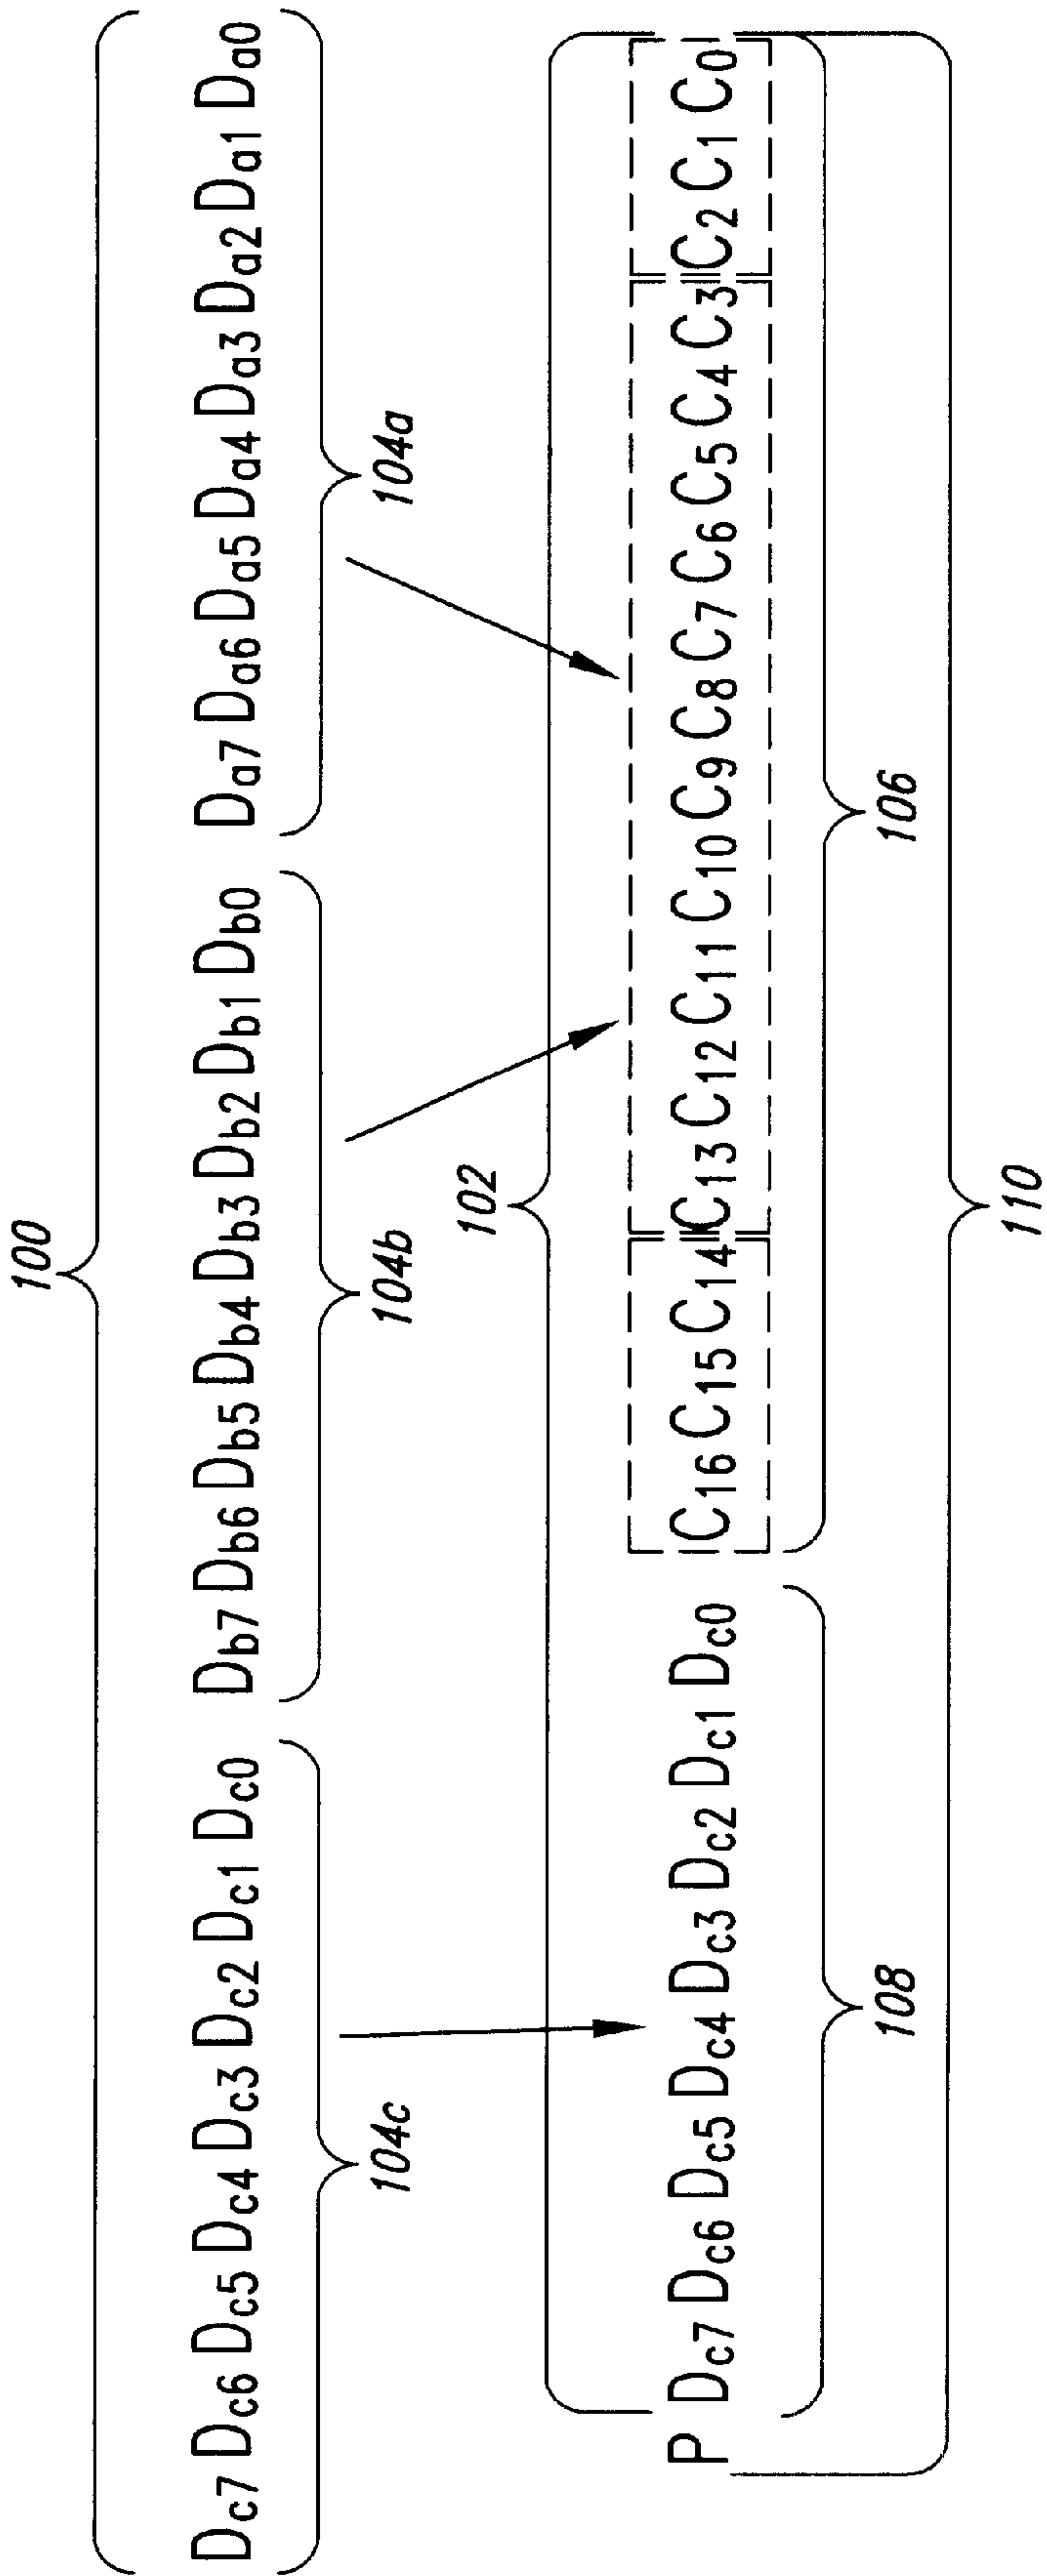 100
Dc7 Dc6 Dc5 Dc4 Dc3 Dc2 Dc1 Dc0 Db7 Db6 Db5 Db4 Db3 Db2 Db1 Db0 Da7 Da6 Da5 Da4 Da3 Da2 Da1 Da0
104c 104b 104a
102
P Dc7 Dc6 Dc5 Dc4 Dc3 Dc2 Dc1 Dc0 C16 C15 C14 C13 C12 C11 C10 C9 C8 C7 C6 C5 C4 C3 C2 C1 C0
108 106
110